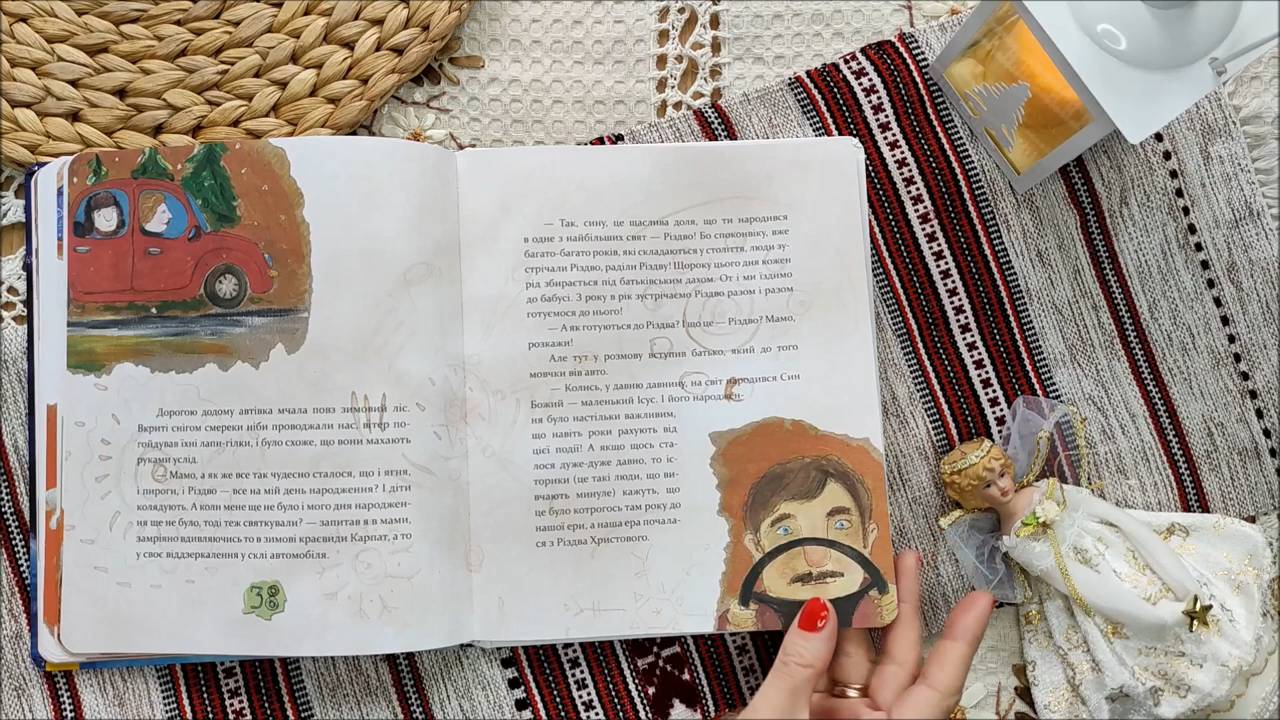 Дорогою додому автівка мчала повз зимовий ліс.
Вкриті снігом смереки ніби проводжали нас, вітер по-
гойдував їхні лапи-гілки, і було схоже, що вони махають
руками услід.
— Мамо, а як же все так чудесно сталося, що і ягня,
і пироги, і Різдво — все на мій день народження? І діти
колядують. А коли мене ще не було і мого дня народжен-
ня ще не було, тоді теж святкували? — запитав я в мами,
замріяно вдивляючись то в зимові краєвиди Карпат, а то
у своє віддзеркалення у склі автомобіля.
38
— Так, сину, це щаслива доля, що ти народився
в одне з найбільших свят — Різдво! Бо споконвіку, вже
багато-багато років, які складаються у століття, люди зу-
стрічали Різдво, раділи Різдву! Щороку цього дня кожен
рід збирається під батьківським дахом. От і ми їздимо
до бабусі. З року в рік зустрічаємо Різдво разом і разом
готуємося до нього!
— А як готуються до Різдва? І що це — Різдво? Мамо,
розкажи!
Але тут у розмову вступив батько, який до того
мовчки вів авто.
— Колись, у давню давнину, на світ народився Син
Божий — маленький Ісус. І його народжен-
ня було настільки важливим,
що навіть роки рахують від
цієї події! А якщо щось ста-
лося дуже-дуже давно, то іс-
торики (це такі люди, що ви-
вчають минуле) кажуть, що
це було котрогось там року до
нашої ери, а наша ера почала-
ся з Різдва Христового.